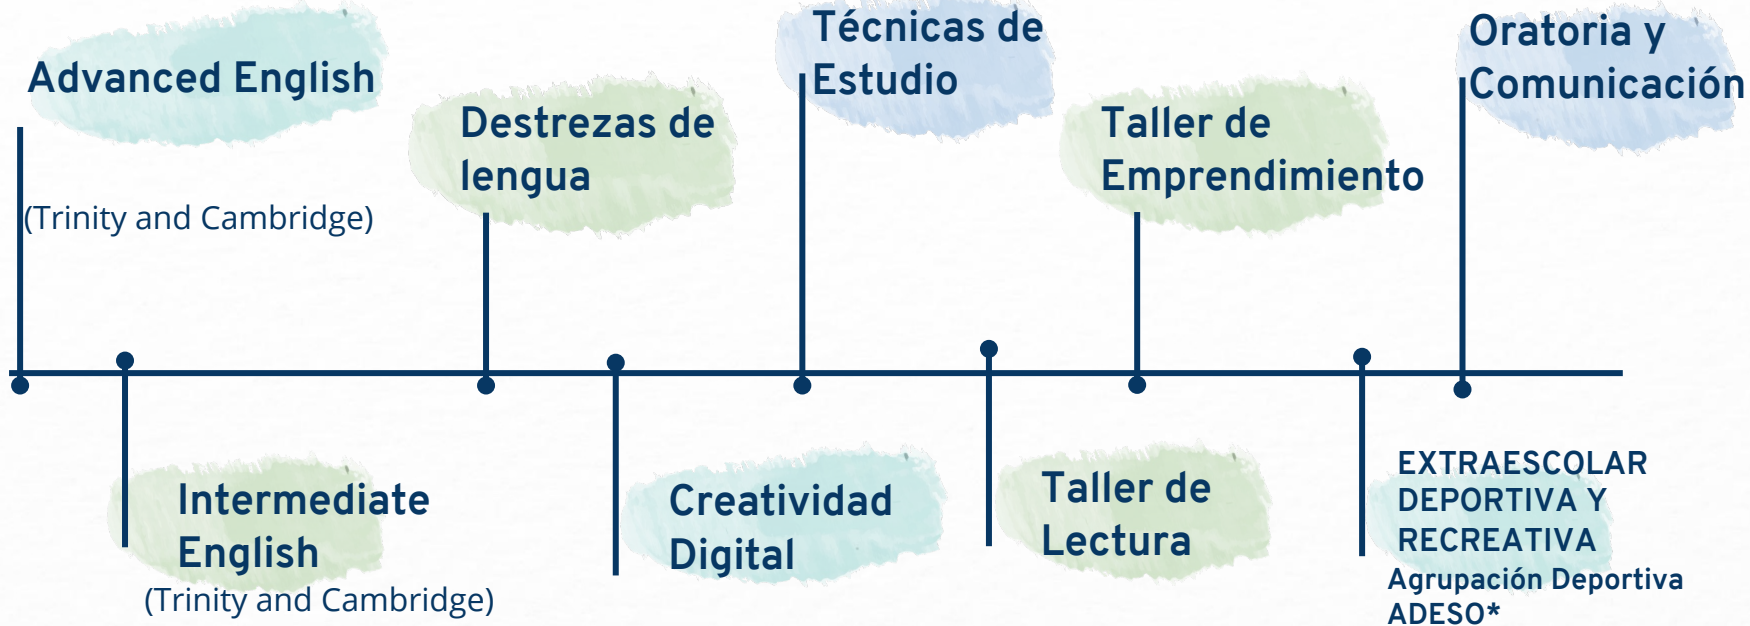 Advanced English
(Trinity and Cambridge)
Destrezas de
lengua
Técnicas de
Estudio
Taller de
Emprendimiento
Oratoria y
Comunicación
Intermediate
English
(Trinity and Cambridge)
Creatividad
Digital
Taller de
Lectura
EXTRAESCOLAR
DEPORTIVA Y
RECREATIVA
Agrupación Deportiva
ADESO*